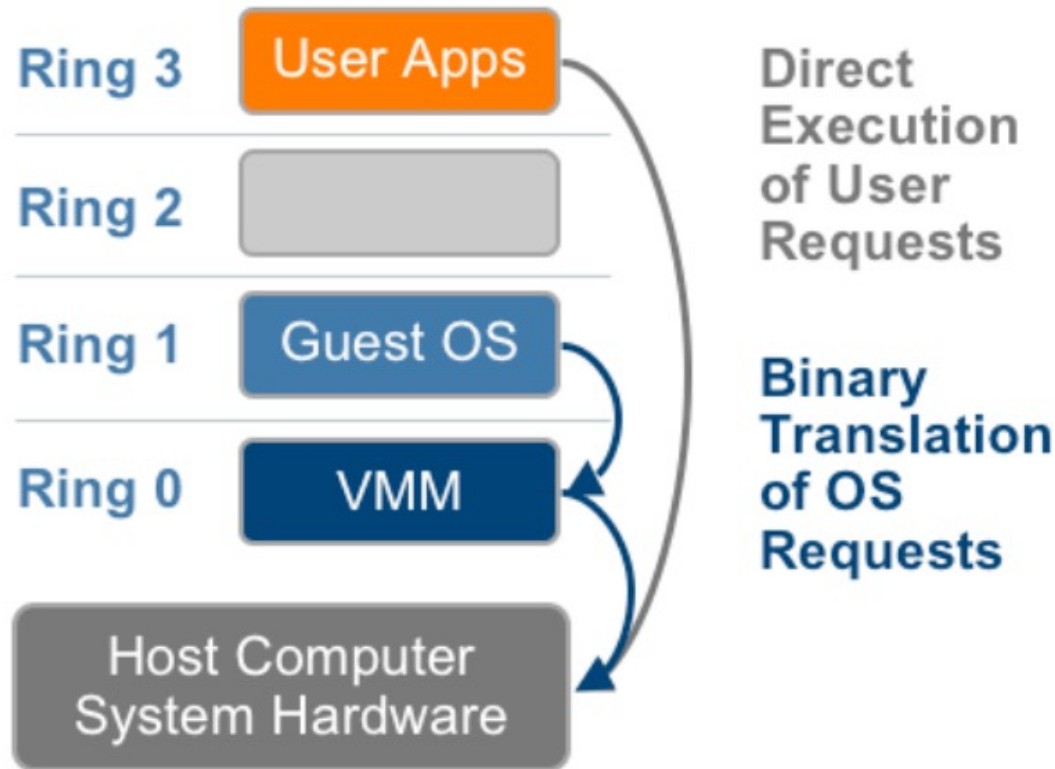 Ring 3
User Apps
Ring 2
Ring 1
Guest OS
Ring 0
VMM
Host Computer
System Hardware
Direct
Execution
of User
Requests
Binary
Translation
of OS
Requests